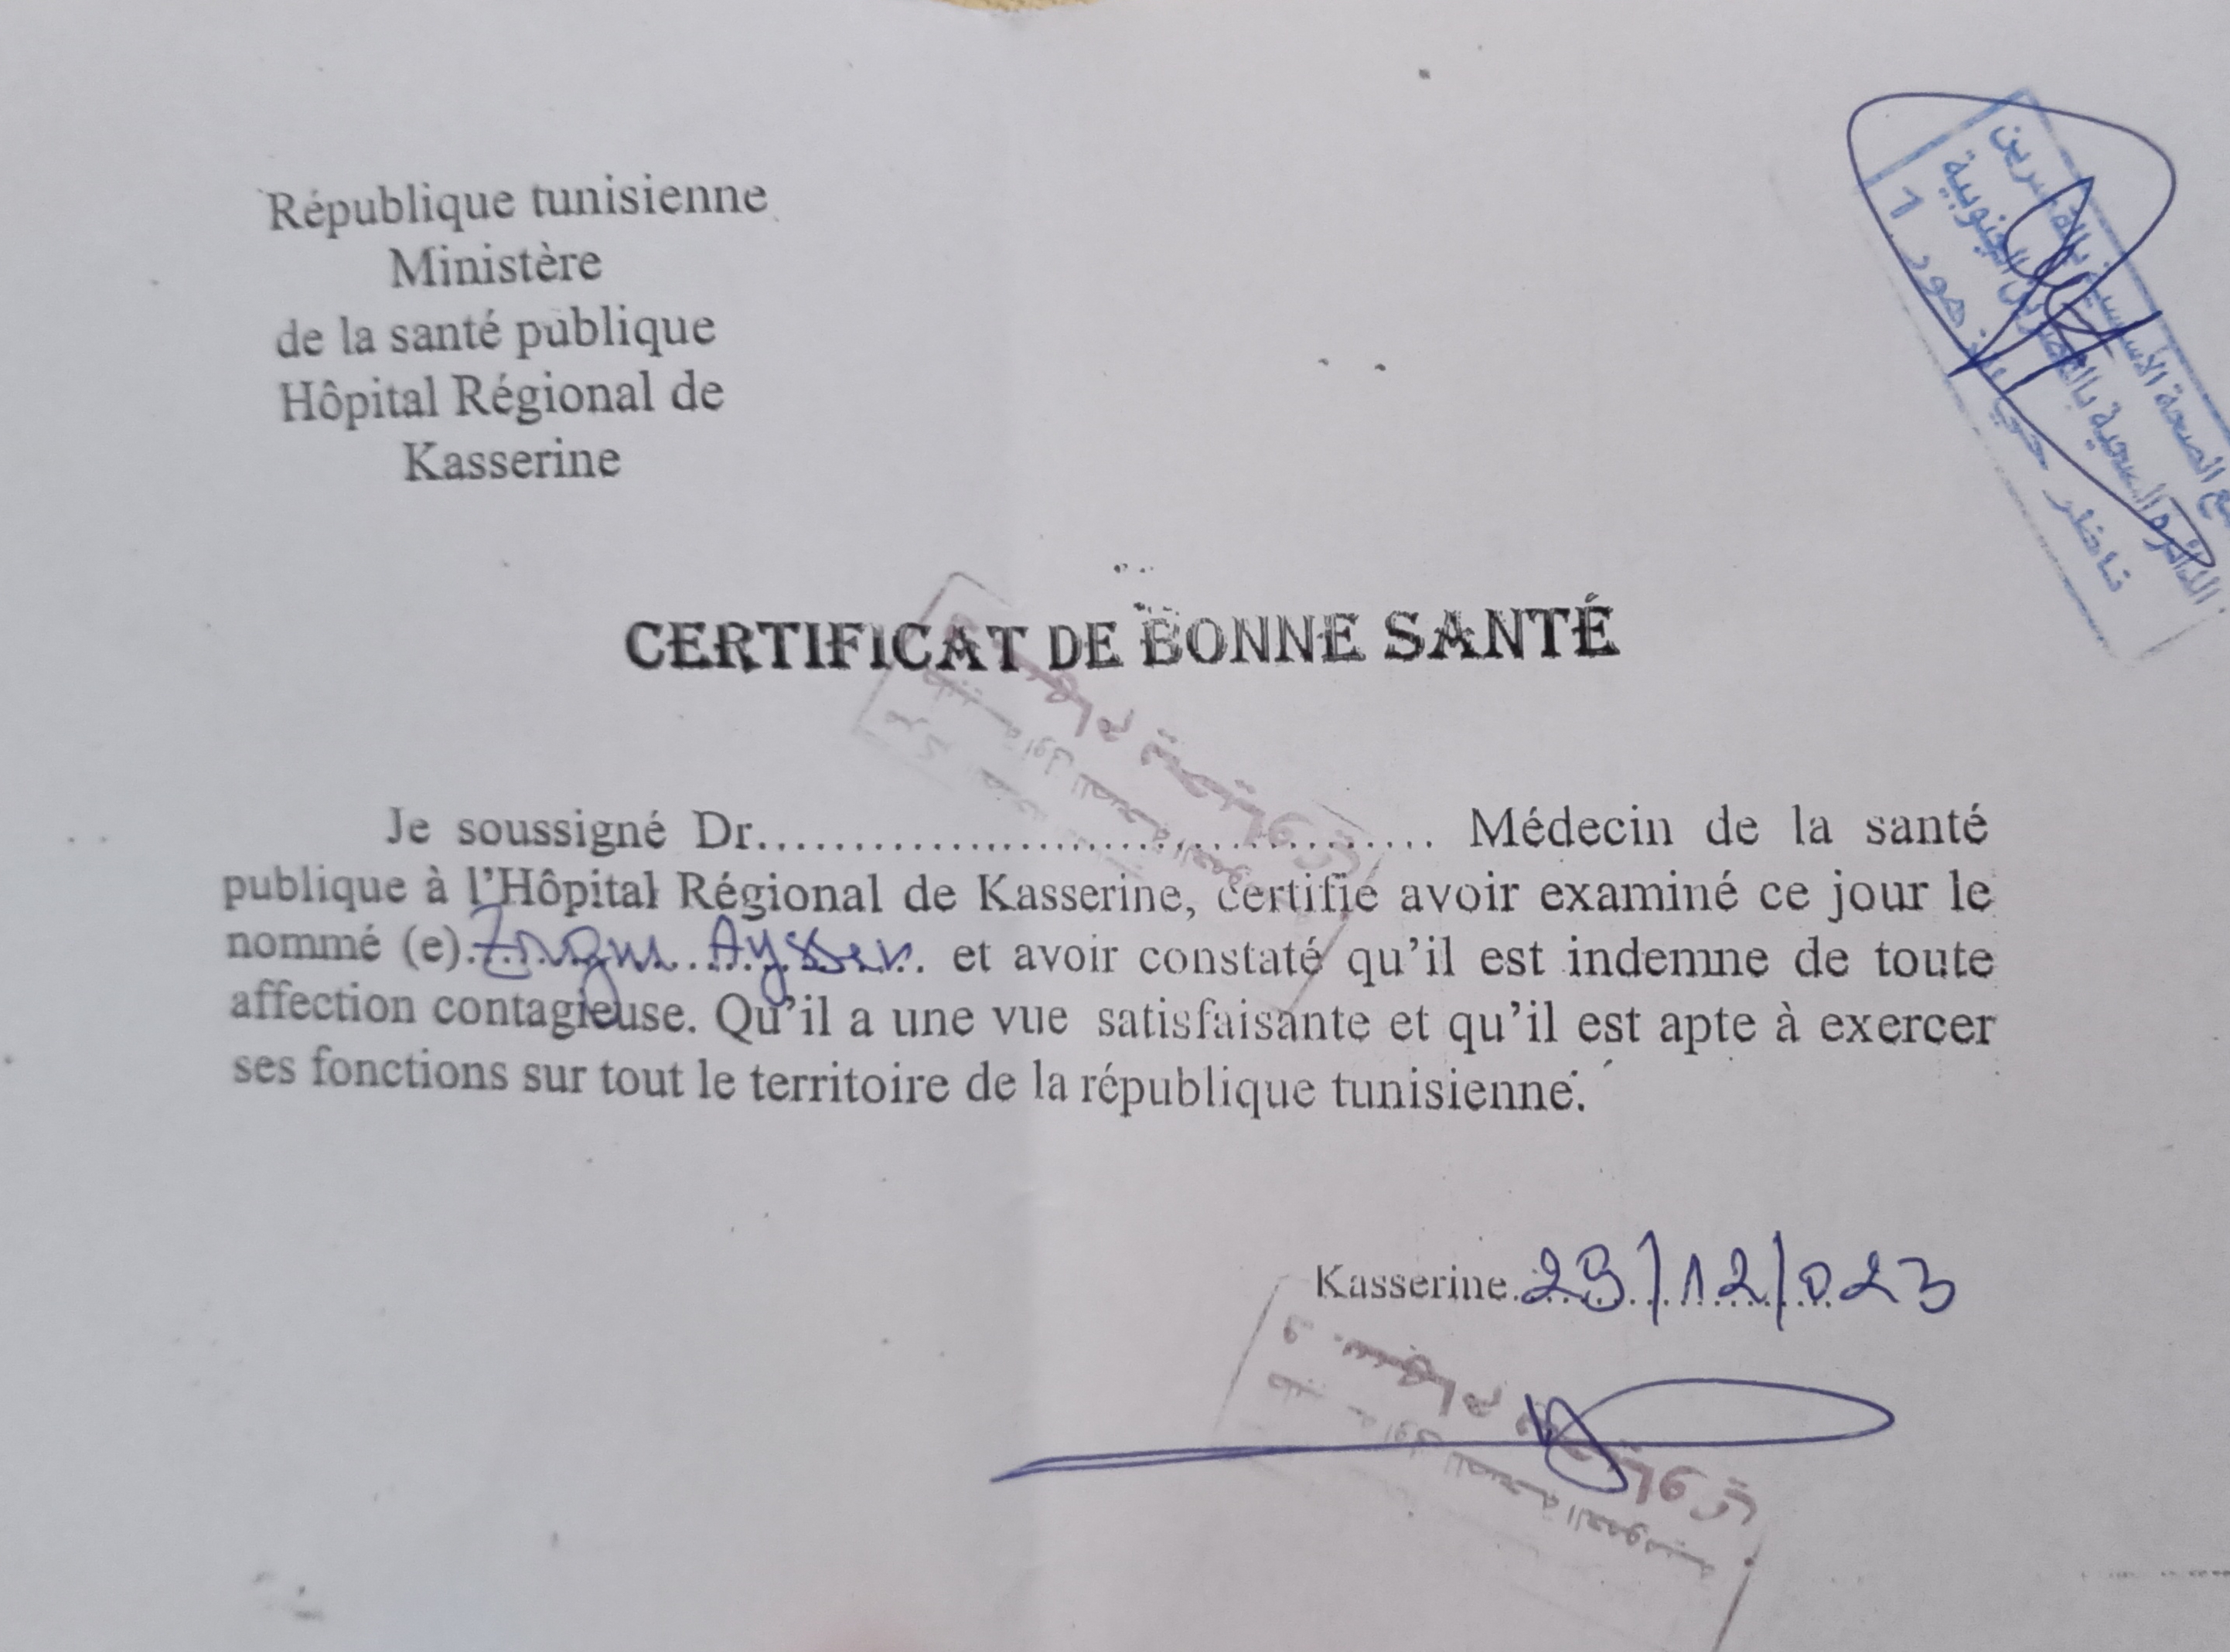 République tunisienne
Ministère
de la santé publique
Hôpital Régional de
Kasserine
CERTIFICAT DE BONNE SANTÉ
Je soussigné Dr.................................................... Médecin de la santé
publique à l'Hôpital Régional de Kasserine, certifie avoir examiné ce jour le
nommé (e). Aysser et avoir constaté qu'il est indemne de toute
affection contagieuse. Qu'il a une vue satisfaisante et qu'il est apte à exercer
ses fonctions sur tout le territoire de la république tunisienne.
Kasserine. 29/12/023